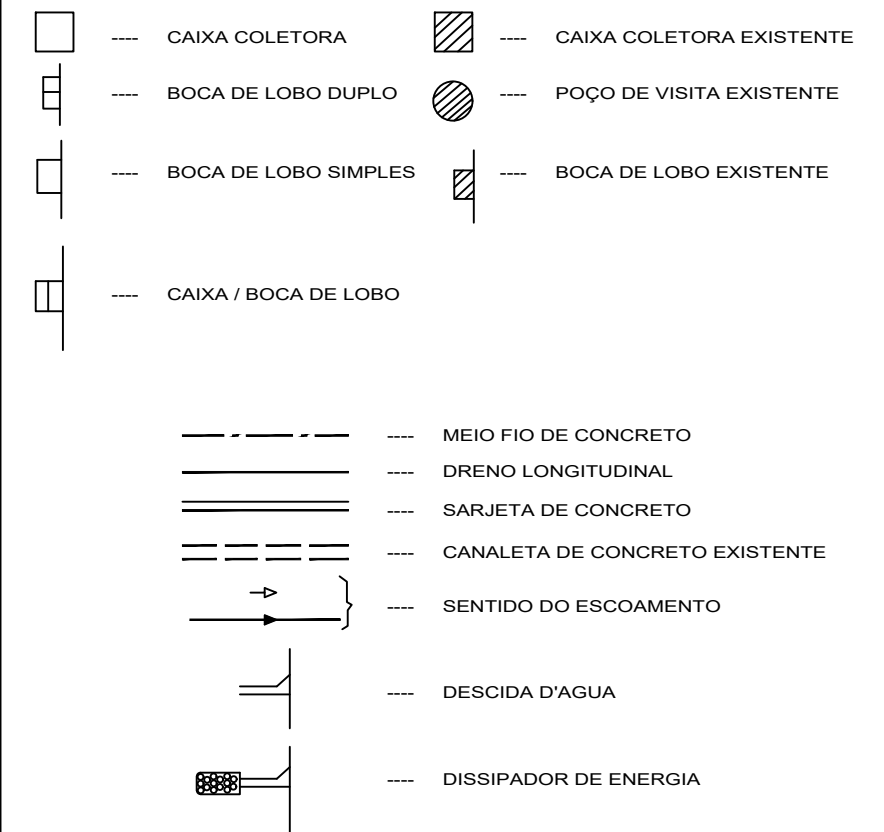 ---- CAIXA COLETORA
---- CAIXA COLETORA EXISTENTE
---- BOCA DE LOBO DUPLO
---- POÇO DE VISITA EXISTENTE
---- BOCA DE LOBO SIMPLES
---- BOCA DE LOBO EXISTENTE
---- CAIXA / BOCA DE LOBO
---- MEIO FIO DE CONCRETO
---- DRENO LONGITUDINAL
---- SARJETA DE CONCRETO
---- CANALETA DE CONCRETO EXISTENTE
---- SENTIDO DO ESCOAMENTO
---- DESCIDA D'AGUA
---- DISSIPADOR DE ENERGIA